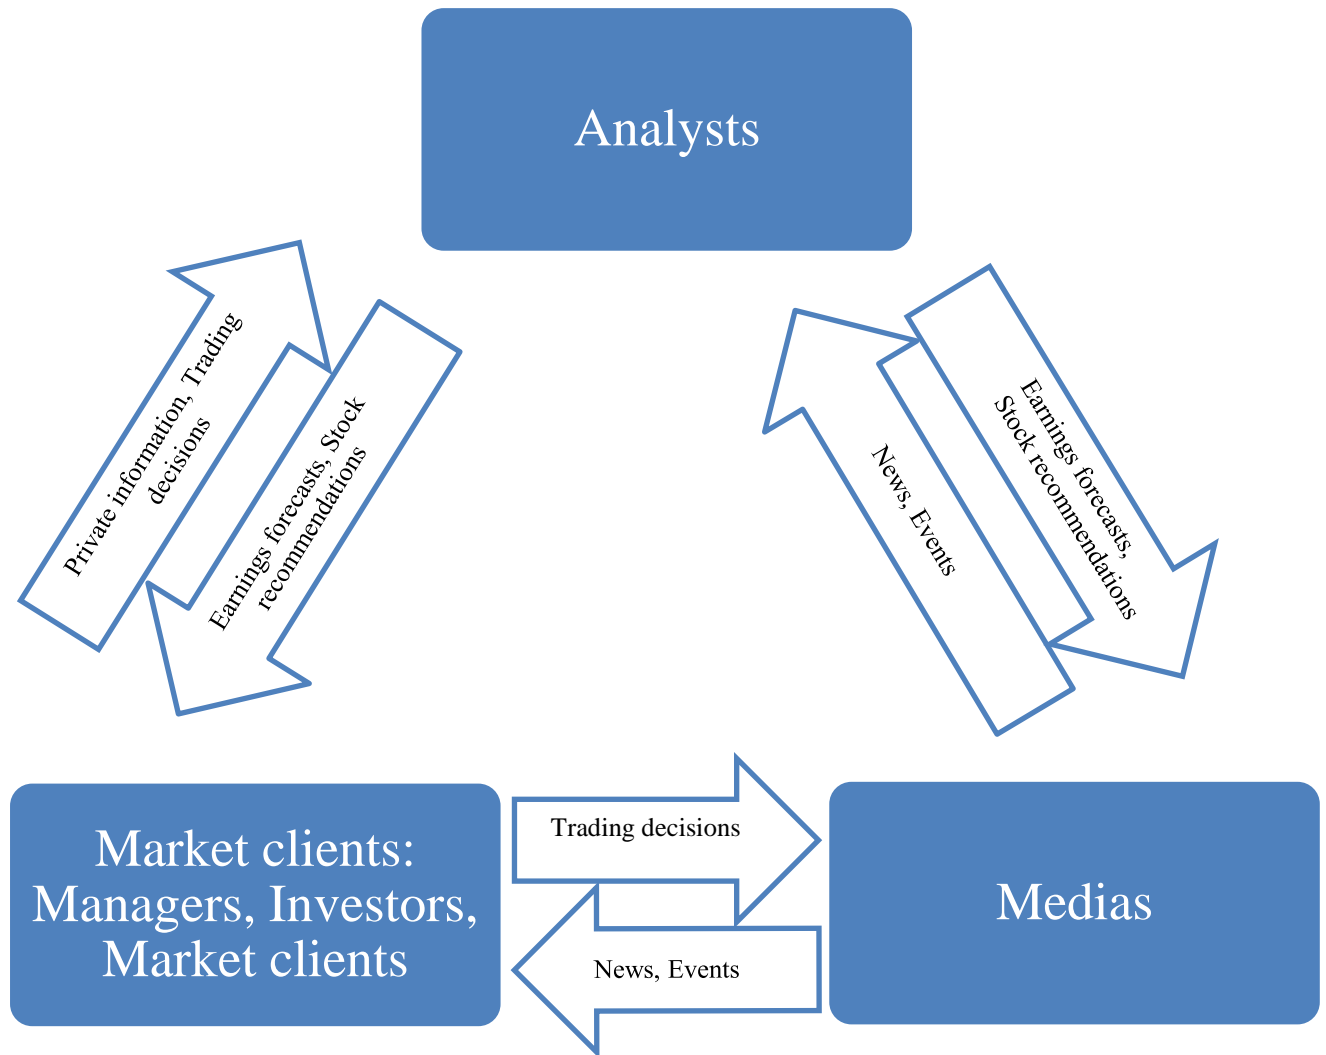 Analysts
Private information, Trading
decisions
Earnings forecasts, Stock
recommendations
News, Events
Earnings forecasts,
Stock recommendations
Market clients:
Managers, Investors,
Market clients
Trading decisions
News, Events
Medias